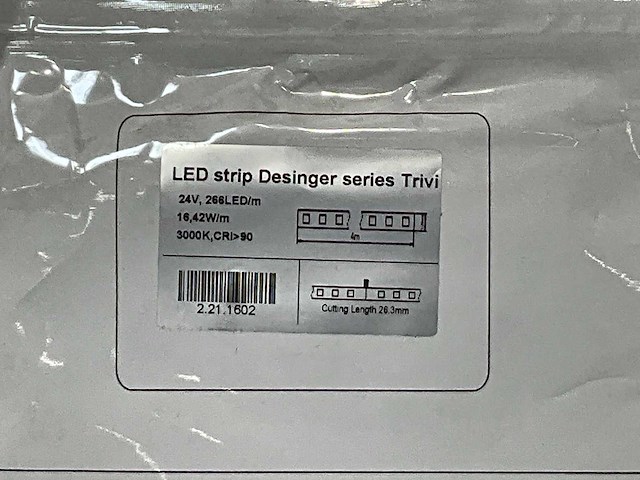 LED strip Desinger series Trivi
24V, 266LED/m
16,42W/m
3000K,CRI>90
4m
2.21.1602
Cutting Length 26.3mm